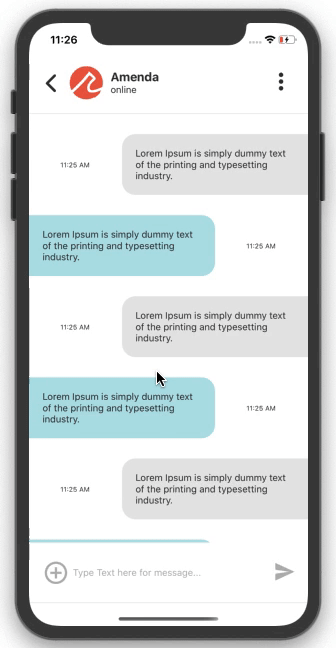 11:26
Amenda
online
Lorem Ipsum is simply dummy text
of the printing and typesetting
industry.
11:25 AM
Lorem Ipsum is simply dummy text
of the printing and typesetting
industry.
11:25 AM
Lorem Ipsum is simply dummy text
of the printing and typesetting
industry.
11:25 AM
Lorem Ipsum is simply dummy text
of the printing and typesetting
industry.
11:25 AM
Lorem Ipsum is simply dummy text
of the printing and typesetting
industry.
11:25 AM
Type Text here for message...